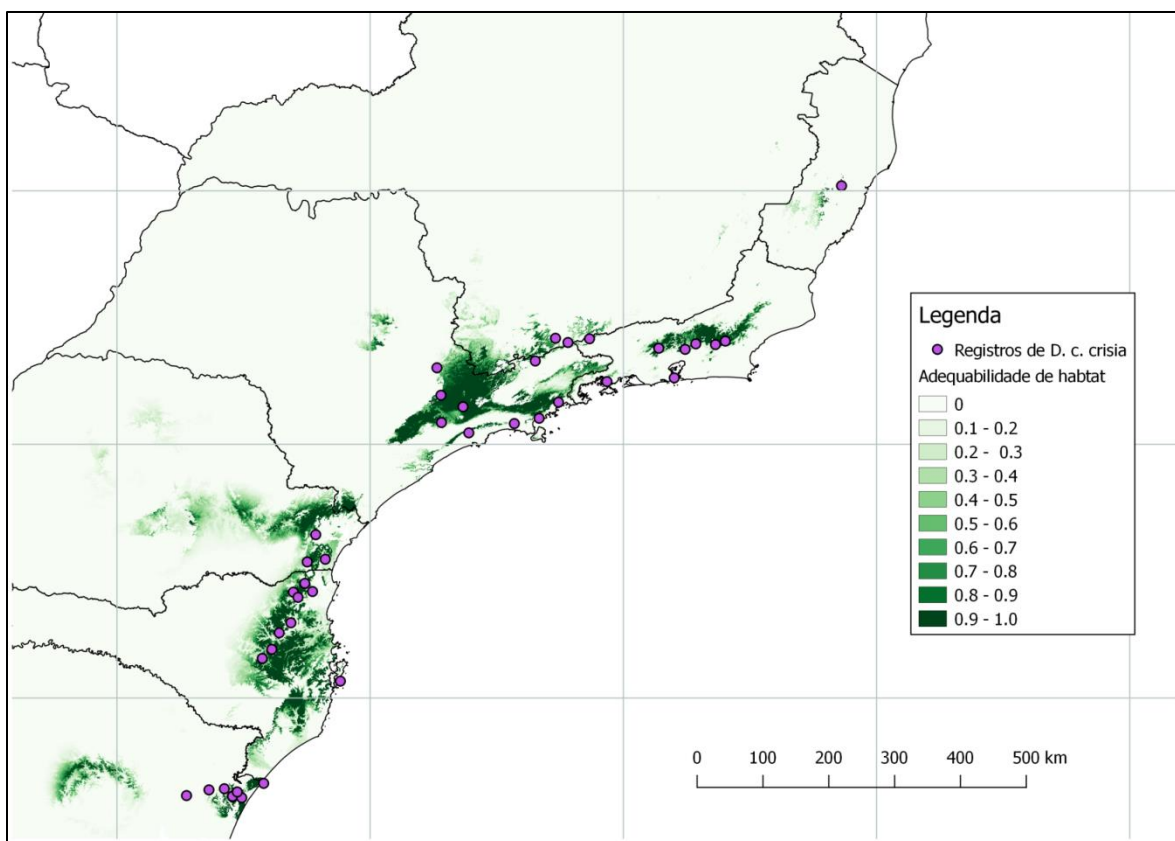 Legenda
Registros de D. c. crisia
Adequabilidade de habtat
0
0.1 - 0.2
0.2 - 0.3
0.3 - 0.4
0.4 - 0.5
0.5 - 0.6
0.6 - 0.7
0.7 - 0.8
0.8 - 0.9
0.9 - 1.0
0 100 200 300 400 500 km